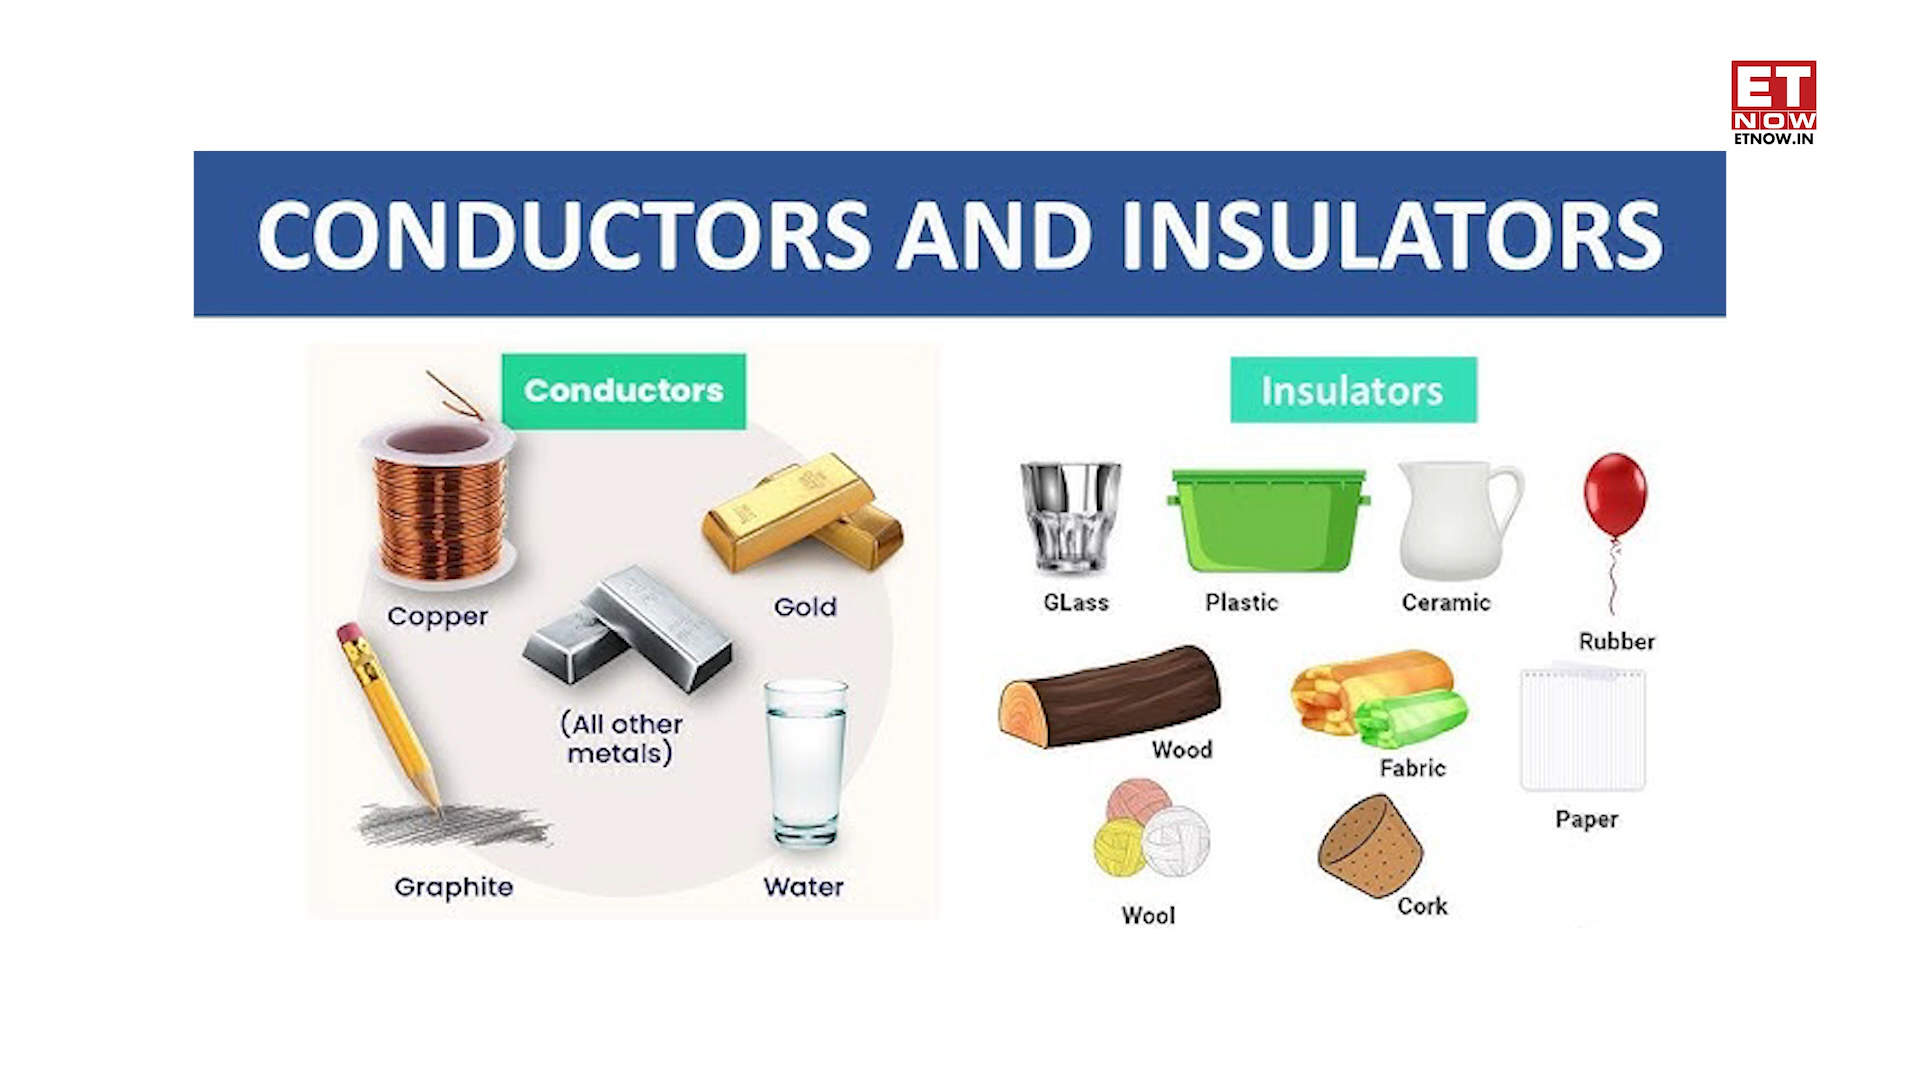 ET
NOW
ETNOW.IN
CONDUCTORS AND INSULATORS
Conductors
Copper
Gold
(All other
metals)
Graphite
Water
Insulators
GLass
Plastic
Ceramic
Rubber
Wood
Fabric
Paper
Wool
Cork